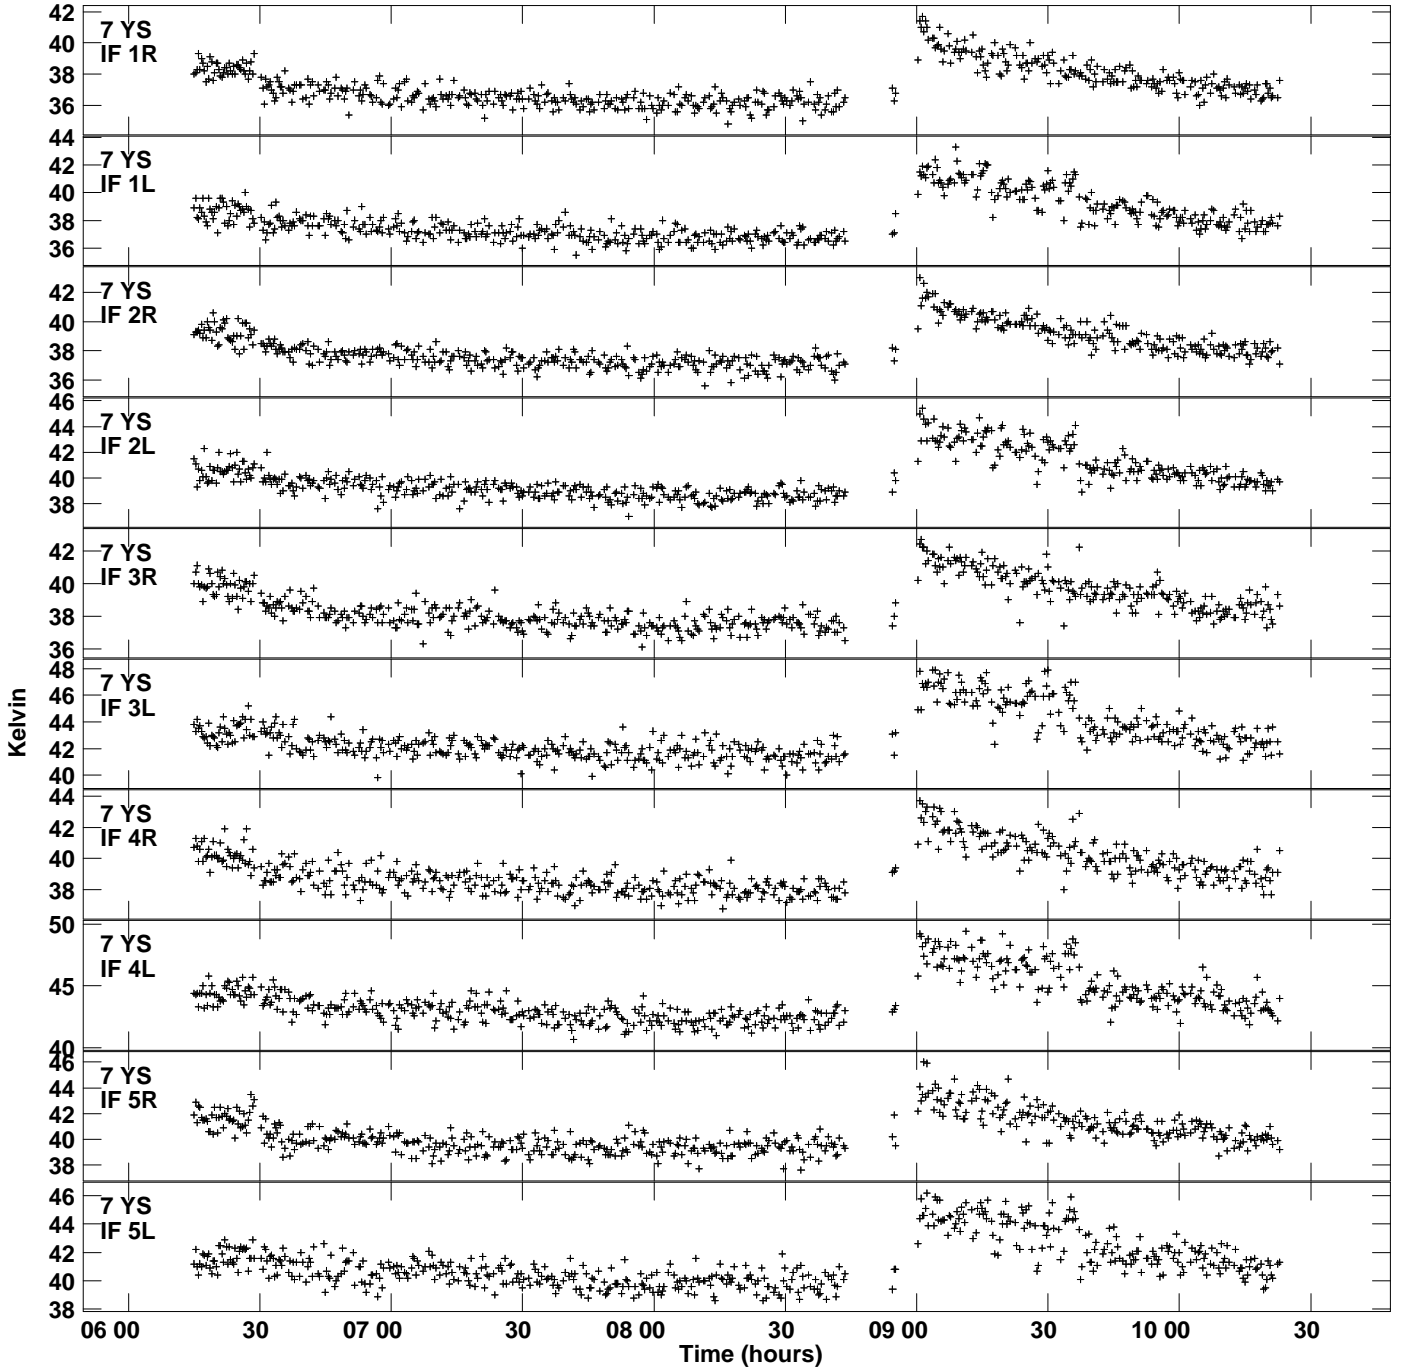 42
7 YS
40
IF 1R
38
36
44
7 YS
42
IF 1L
40
38
36
7 YS
42
IF 2R
40
38
36
46
7 YS
44
IF 2L
42
40
38
7 YS
42
IF 3R
40
38
36
48
7 YS
46
IF 3L
44
42
40
44
7 YS
42
IF 4R
40
38
50
7 YS
IF 4L
45
40
46
7 YS
44
IF 5R
42
40
38
46
7 YS
44
IF 5L
42
40
38
Kelvin
06 00 30 07 00 30 08 00 30 09 00 30 10 00 30
Time (hours)